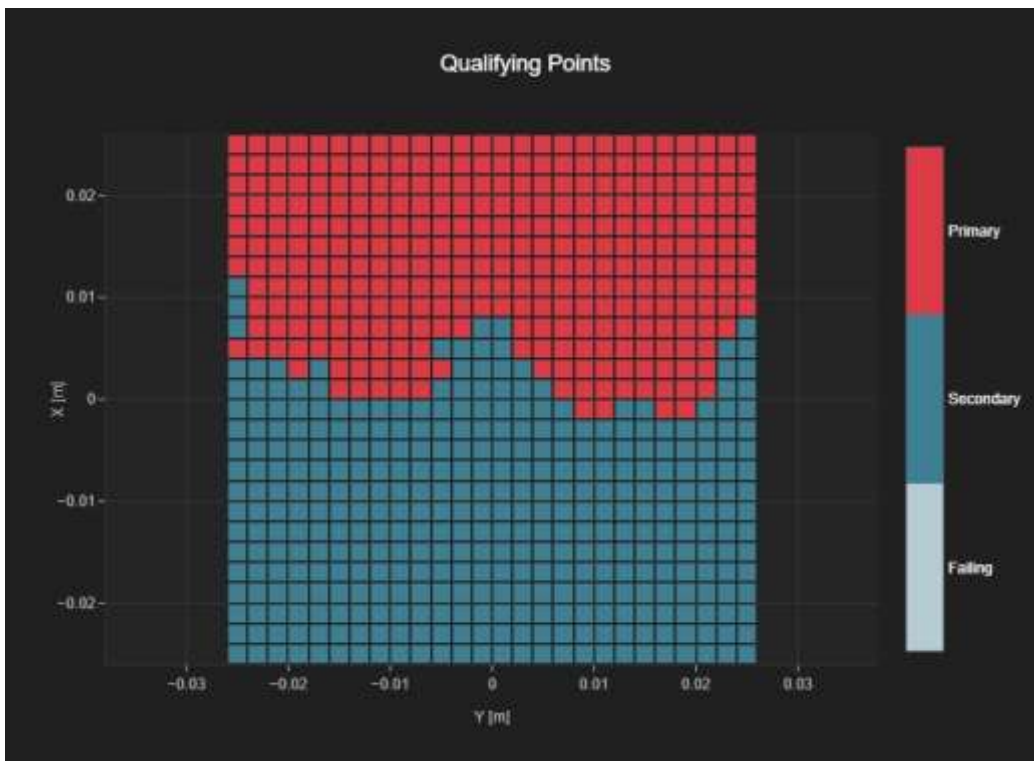 Qualifying Points
0.02
0.01
0
−0.01
−0.02
X [m]
−0.03
−0.02
−0.01
0
0.01
0.02
0.03
Y [m]
Primary
Secondary
Failing